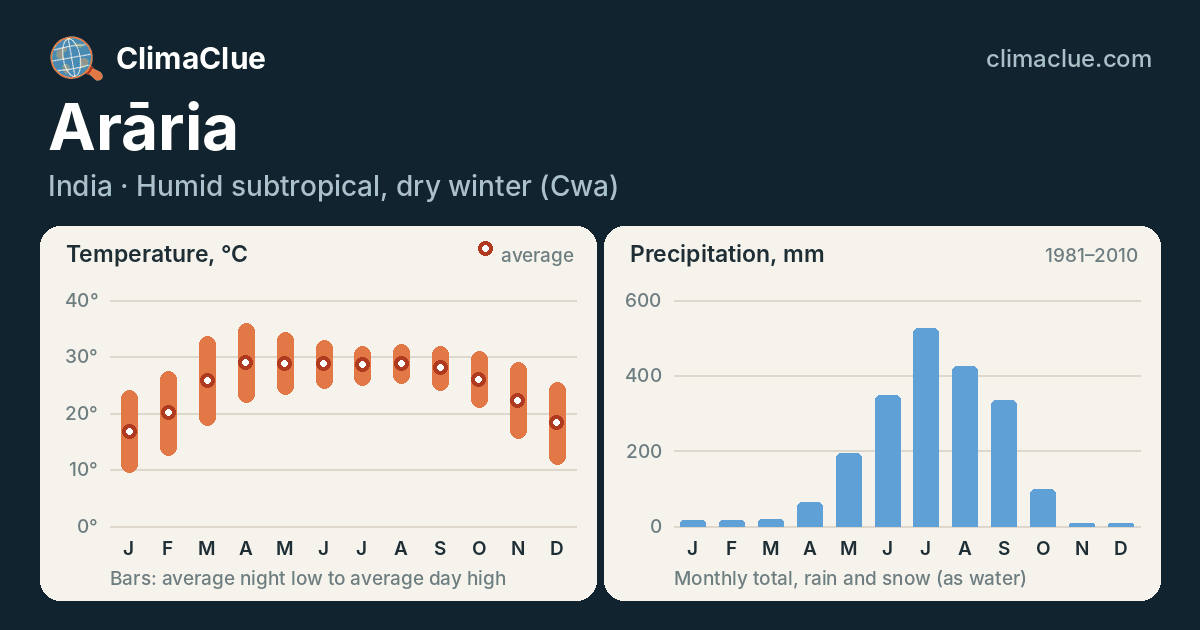 ClimaClue
climaclue.com
Arāria
India · Humid subtropical, dry winter (Cwa)
Temperature, °C
average
40°
30°
20°
10°
0°
J F M A M J J A S O N D
Bars: average night low to average day high
Precipitation, mm
1981–2010
600
400
200
0
J F M A M J J A S O N D
Monthly total, rain and snow (as water)